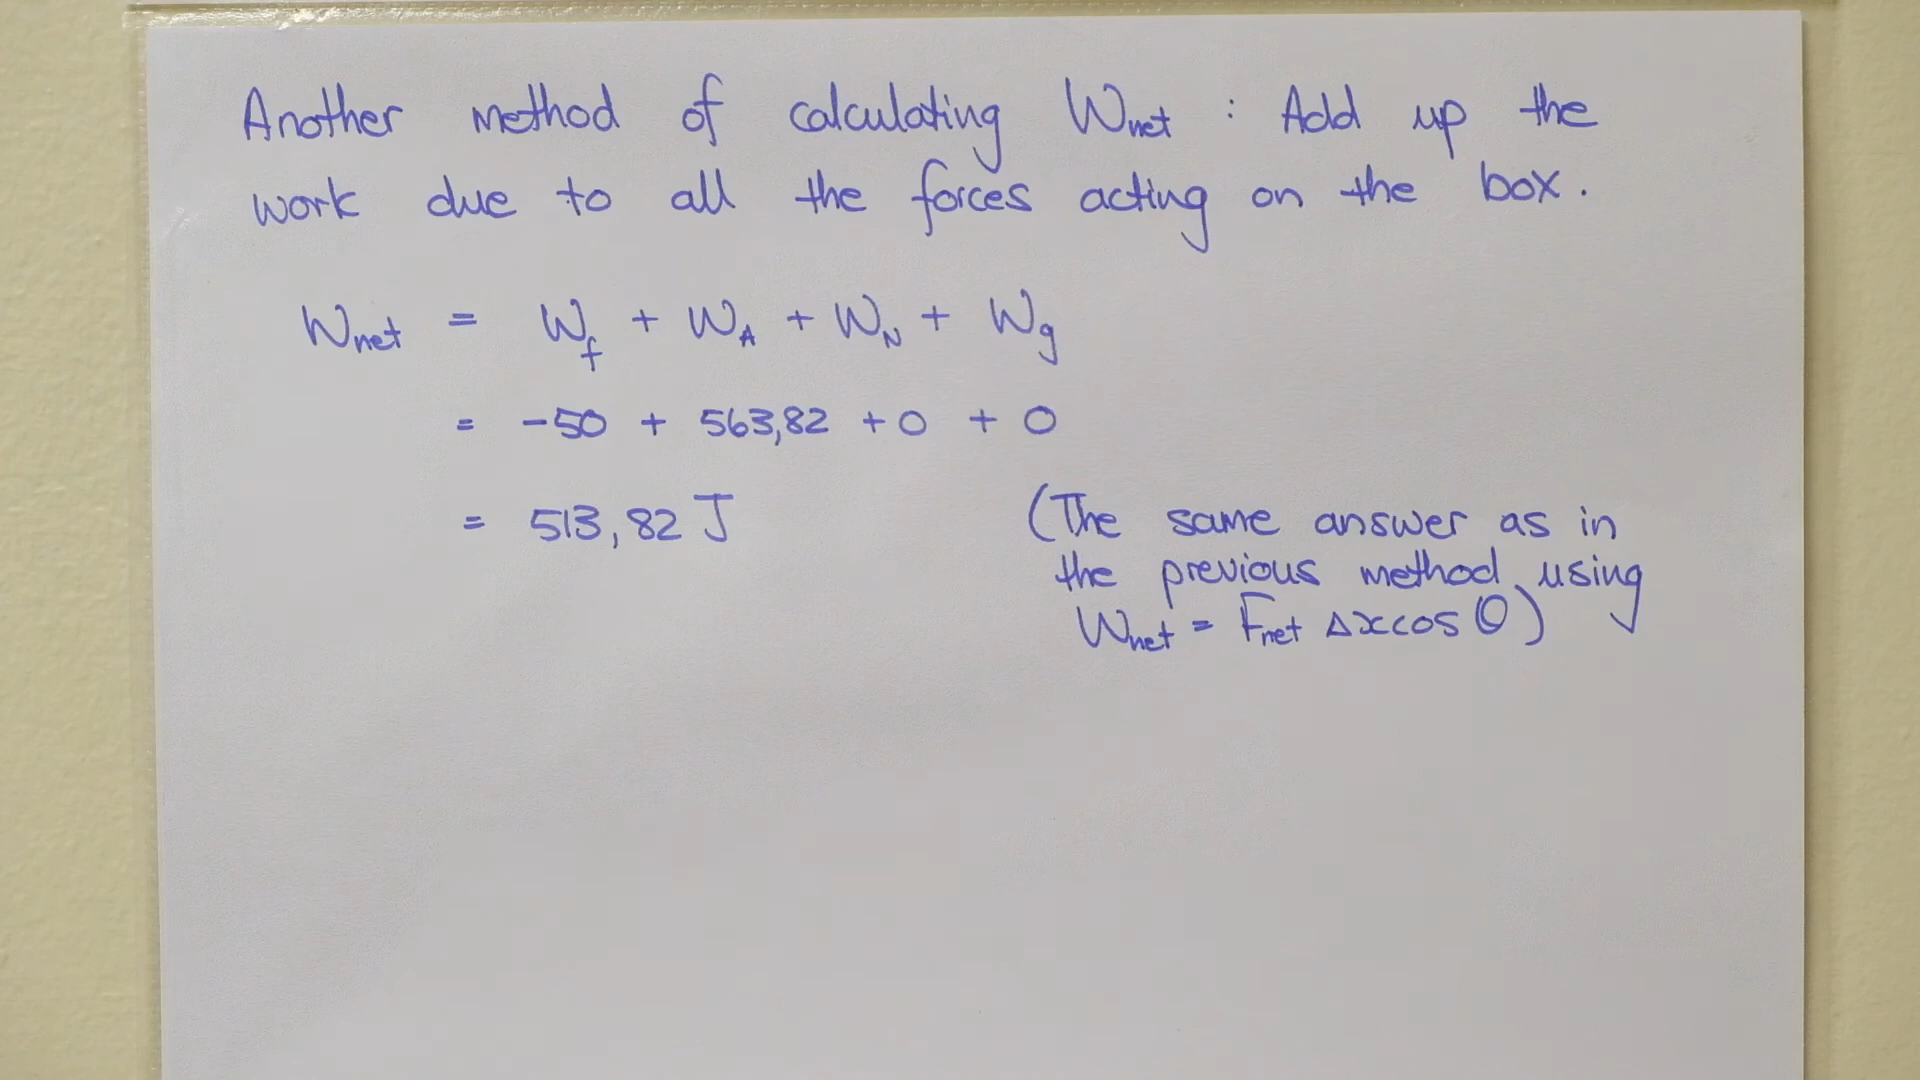 Another method of calculating Wnet : Add up the
work due to all the forces acting on the box.
Wnet = Wf + WA + WN + Wg
= -50 + 563,82 + 0 + 0
= 513,82 J
(The same answer as in
the previous method, using
Wnet = Fnet Δx cos θ)